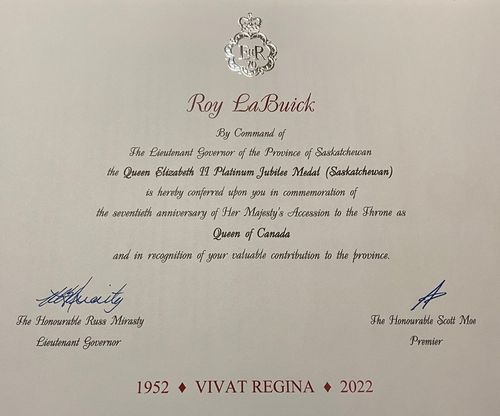 EIIR
70
Roy LaBuick
By Command of
The Lieutenant Governor of the Province of Saskatchewan
the Queen Elizabeth II Platinum Jubilee Medal (Saskatchewan)
is hereby conferred upon you in commemoration of
the seventieth anniversary of Her Majesty's Accession to the Throne as
Queen of Canada
and in recognition of your valuable contribution to the province.
The Honourable Russ Mirasty
Lieutenant Governor
The Honourable Scott Moe
Premier
1952 ♦ VIVAT REGINA ♦ 2022